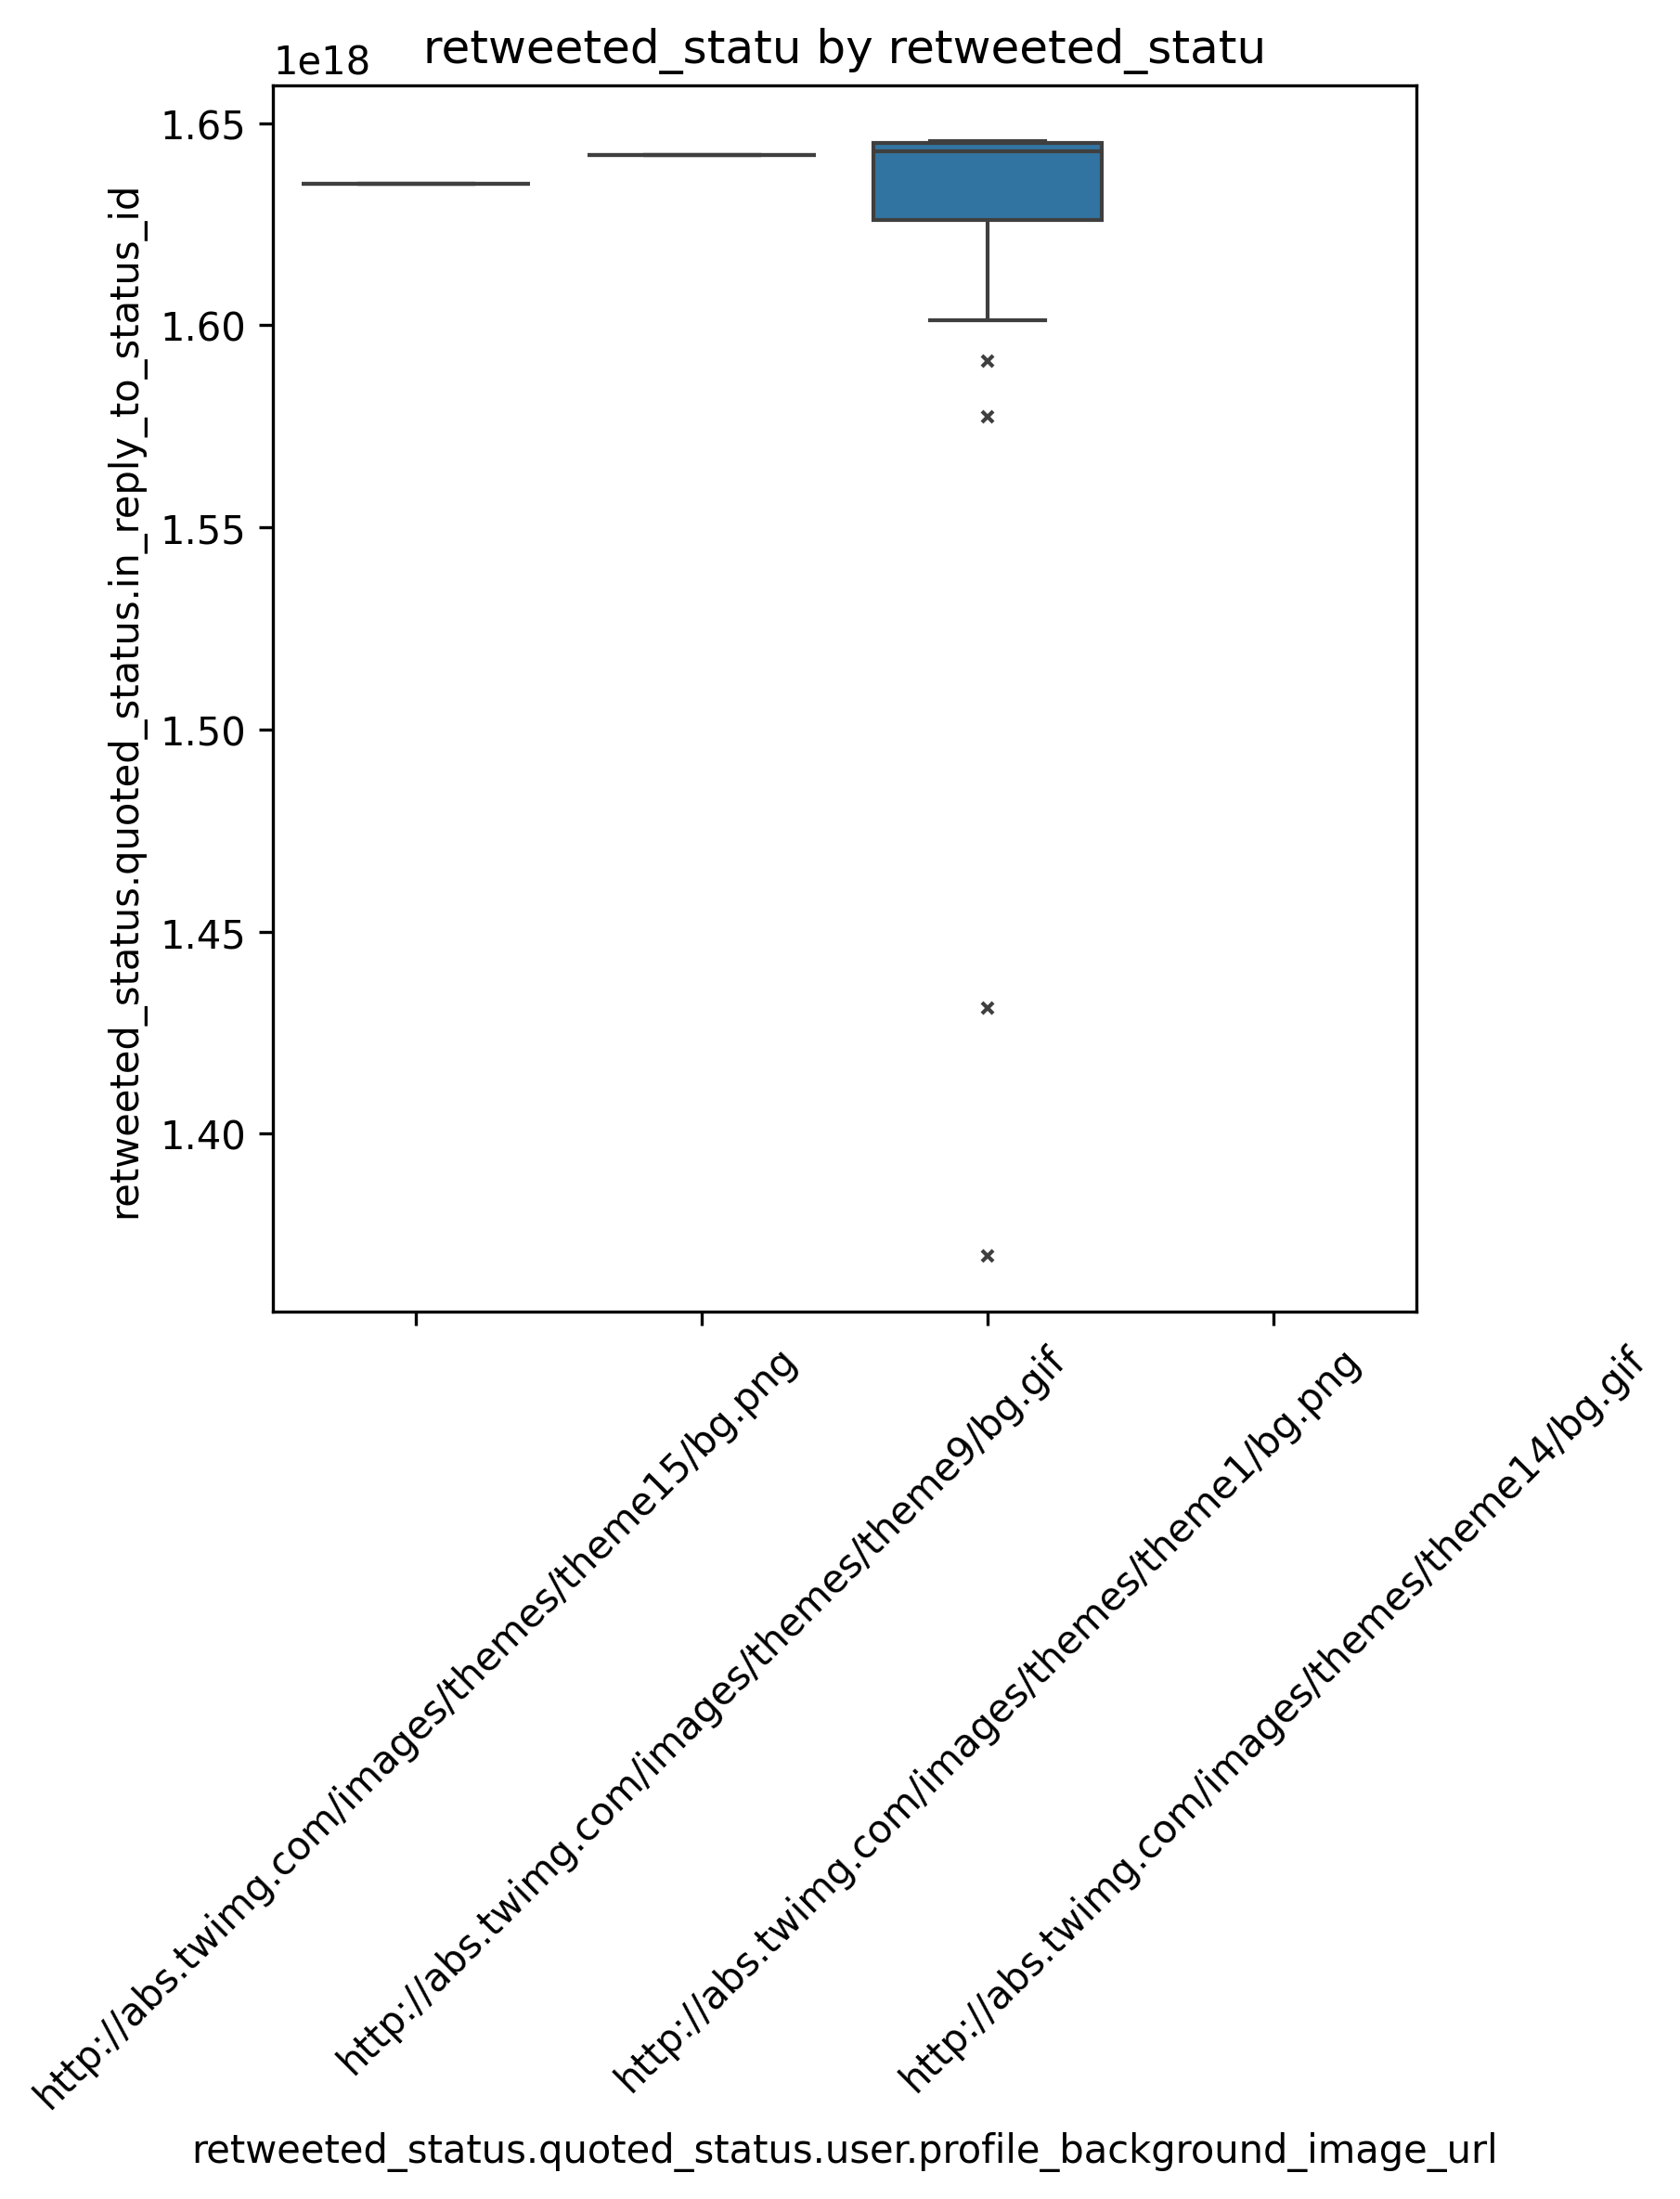 retweeted_statu by retweeted_statu
1e18
1.65
1.60
1.55
1.50
1.45
1.40
retweeted_status.quoted_status.in_reply_to_status_id
http://abs.twimg.com/images/themes/theme15/bg.png
http://abs.twimg.com/images/themes/theme9/bg.gif
http://abs.twimg.com/images/themes/theme1/bg.png
http://abs.twimg.com/images/themes/theme14/bg.gif
retweeted_status.quoted_status.user.profile_background_image_url